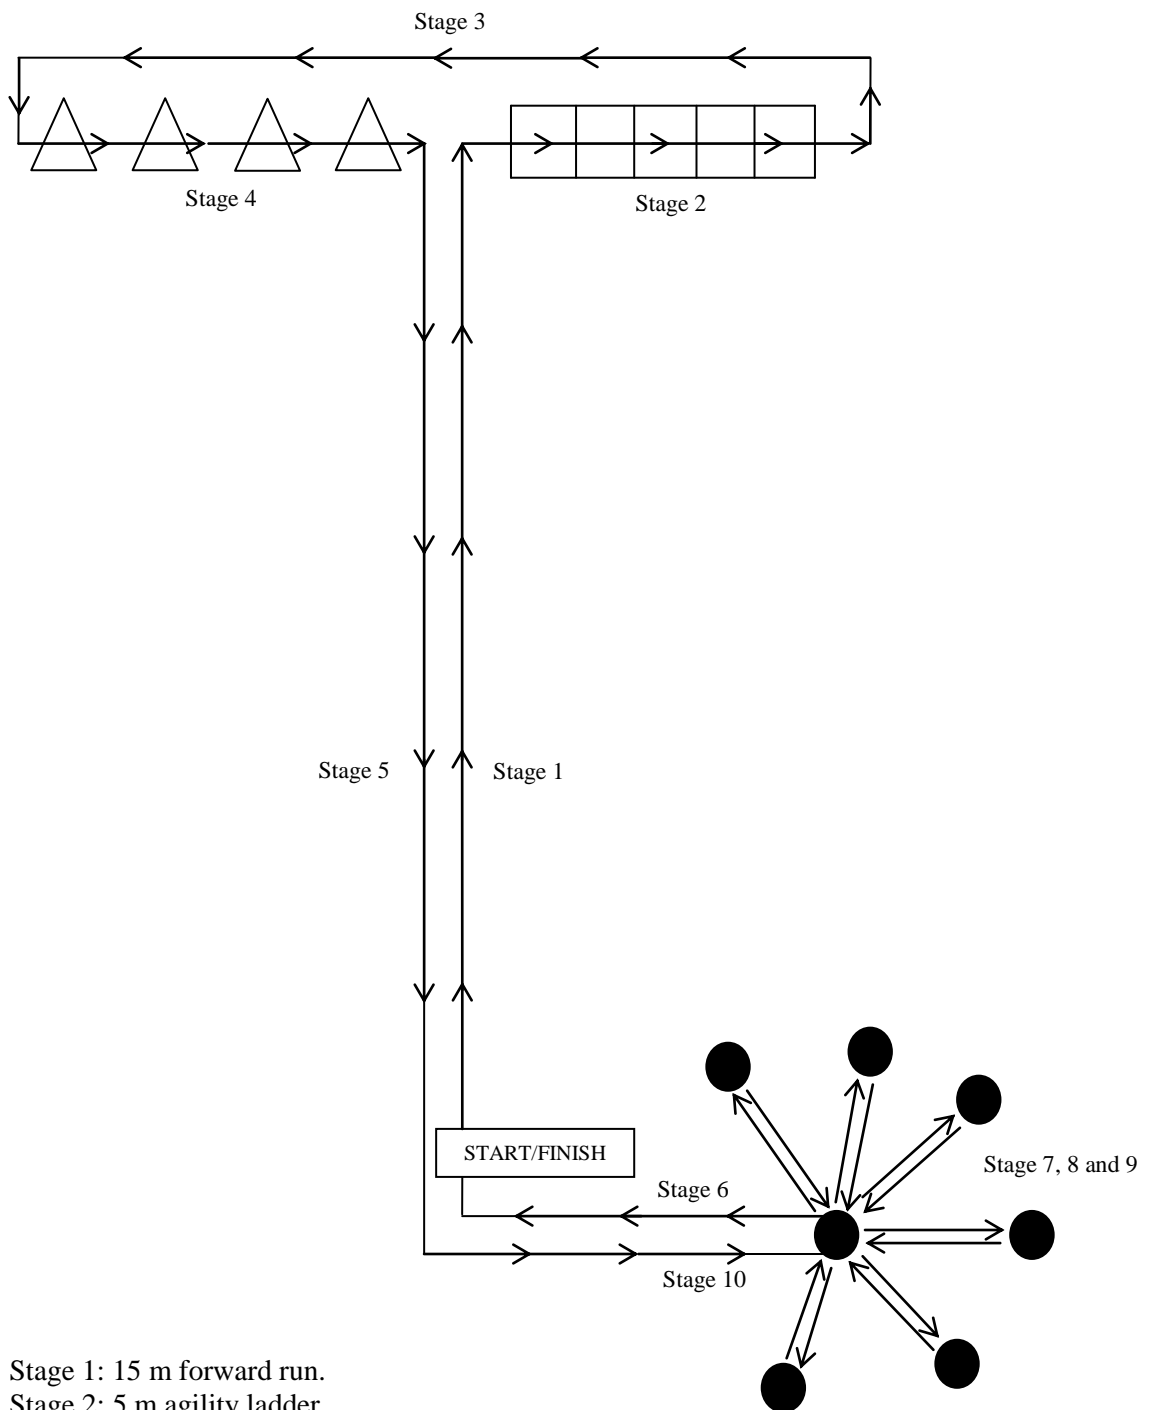 Stage 3
Stage 4
Stage 2
Stage 5
Stage 1
START/FINISH
Stage 7, 8 and 9
Stage 6
Stage 10
Stage 1: 15 m forward run.
Stage 2: 5 m agility ladder